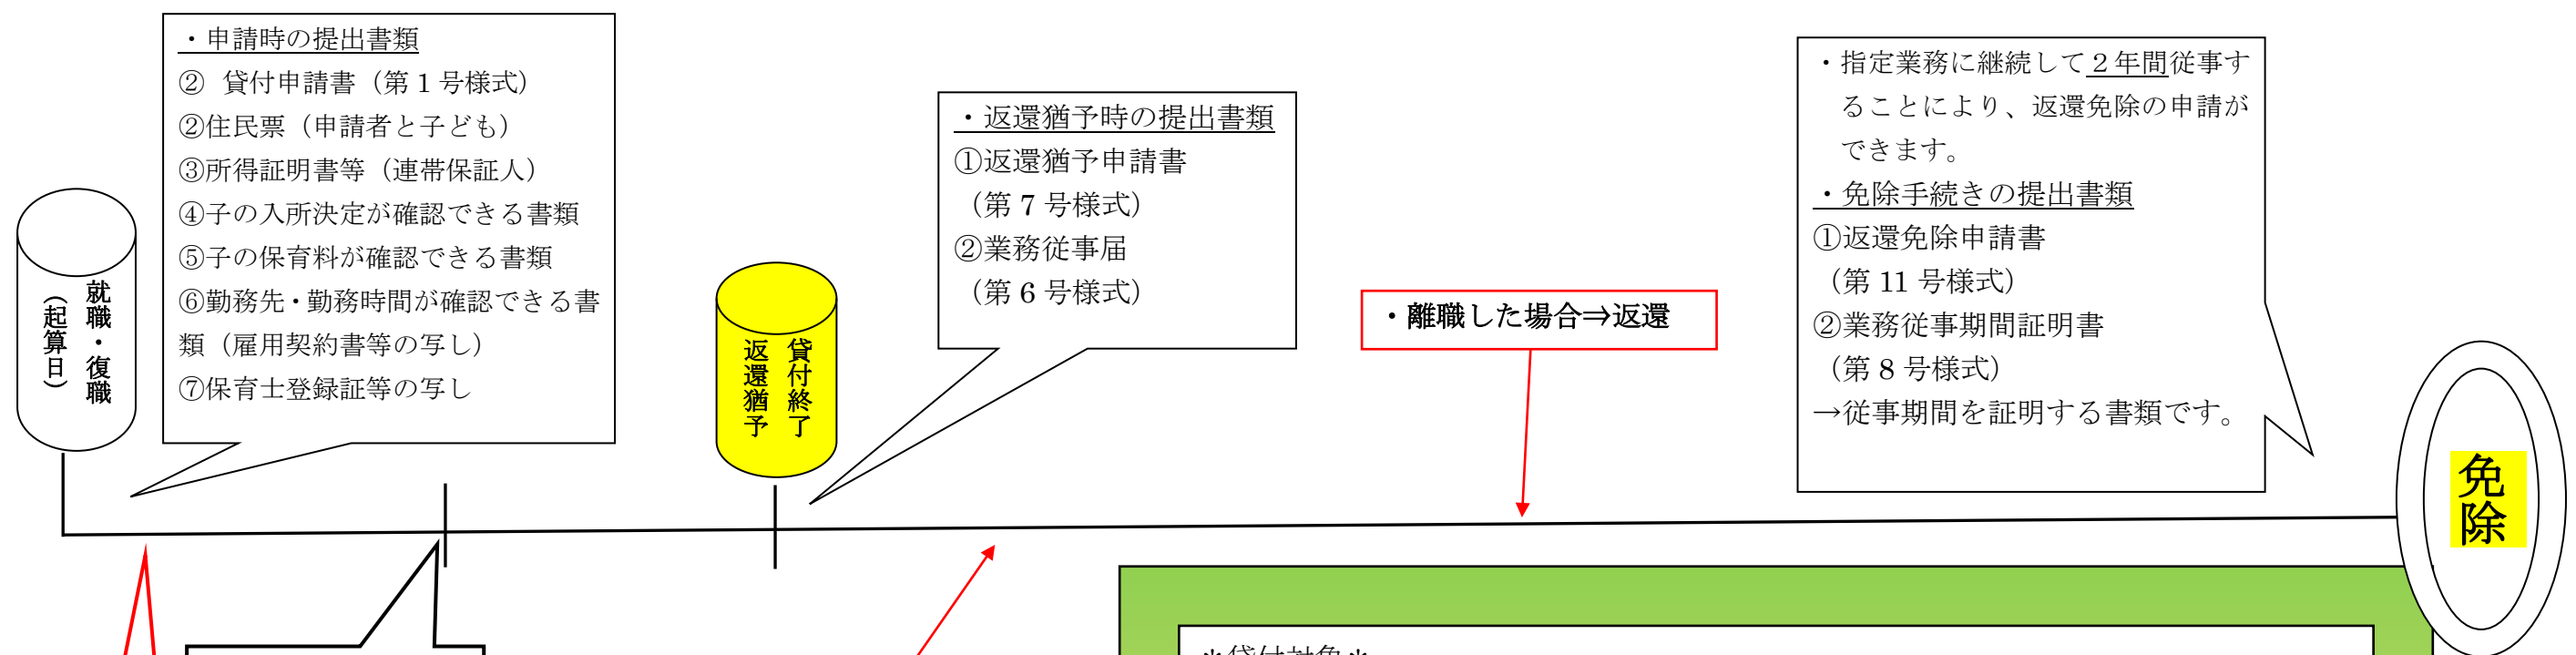 就職・復職
（起算日）
・申請時の提出書類
② 貸付申請書（第1号様式）
②住民票（申請者と子ども）
③所得証明書等（連帯保証人）
④子の入所決定が確認できる書類
⑤子の保育料が確認できる書類
⑥勤務先・勤務時間が確認できる書
類（雇用契約書等の写し）
⑦保育士登録証等の写し
貸付終了
返還猶予
・返還猶予時の提出書類
①返還猶予申請書
（第7号様式）
②業務従事届
（第6号様式）
・離職した場合⇒返還
・指定業務に継続して２年間従事す
ることにより、返還免除の申請が
できます。
・免除手続きの提出書類
①返還免除申請書
（第11号様式）
②業務従事期間証明書
（第8号様式）
→従事期間を証明する書類です。
免除
＊貸付対象＊